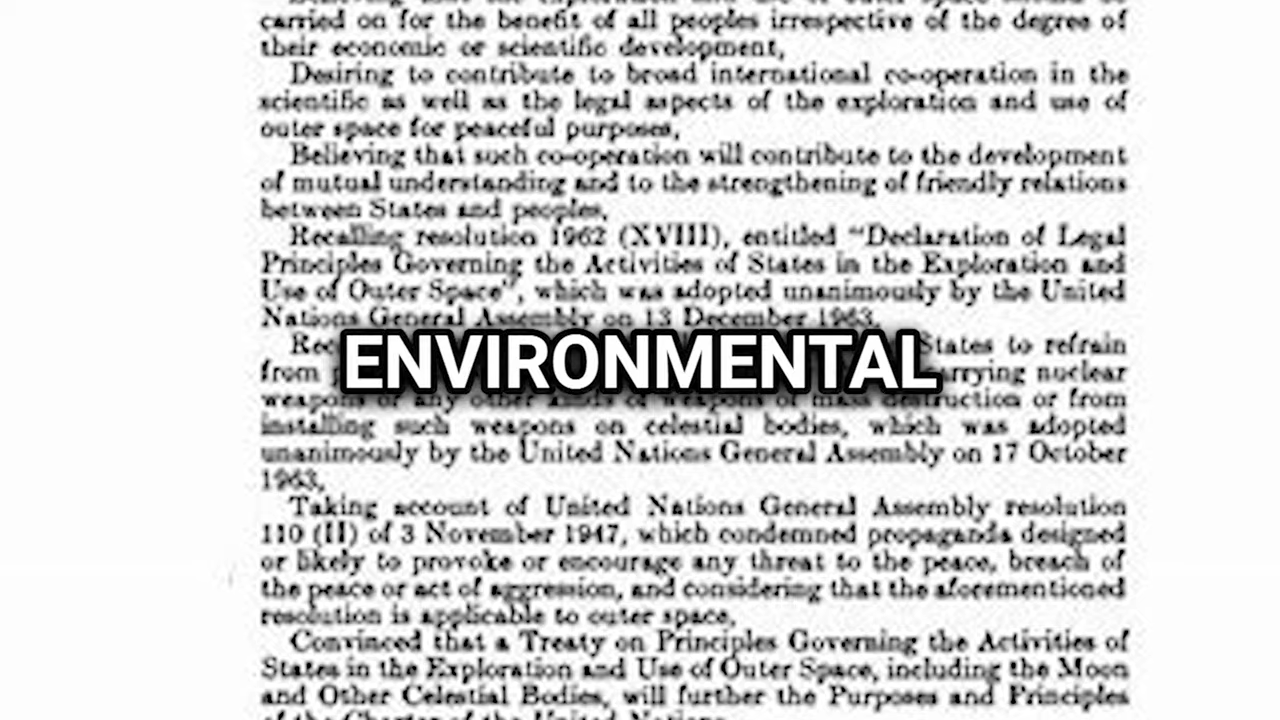 carried on for the benefit of all peoples irrespective of the degree of
their economic or scientific development,
Desiring to contribute to broad international co-operation in the
scientific as well as the legal aspects of the exploration and use of
outer space for peaceful purposes,
Believing that such co-operation will contribute to the development
of mutual understanding and to the strengthening of friendly relations
between States and peoples,
Recalling resolution 1962 (XVIII), entitled "Declaration of Legal
Principles Governing the Activities of States in the Exploration and
Use of Outer Space", which was adopted unanimously by the United
Nations General Assembly on 13 December 1963,
States to refrain
ENVIRONMENTAL
from nuclear
weapons or any other kinds of weapons of mass destruction or from
installing such weapons on celestial bodies, which was adopted
unanimously by the United Nations General Assembly on 17 October
1963,
Taking account of United Nations General Assembly resolution
110 (II) of 3 November 1947, which condemned propaganda designed
or likely to provoke or encourage any threat to the peace, breach of
the peace or act of aggression, and considering that the aforementioned
resolution is applicable to outer space,
Convinced that a Treaty on Principles Governing the Activities of
States in the Exploration and Use of Outer Space, including the Moon
and Other Celestial Bodies, will further the Purposes and Principles
of the Charter of the United Nations